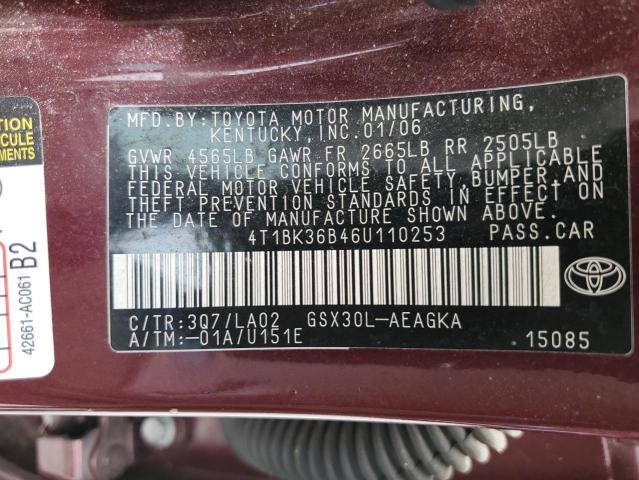 MFD. BY: TOYOTA MOTOR MANUFACTURING,
KENTUCKY, INC. 01/06
GVWR 4565LB GAWR FR 2665LB RR 2505LB
THIS VEHICLE CONFORMS TO ALL APPLICABLE
FEDERAL MOTOR VEHICLE SAFETY, BUMPER, AND
THEFT PREVENTION STANDARDS IN EFFECT ON
THE DATE OF MANUFACTURE SHOWN ABOVE.
4T1BK36B46U110253 PASS.CAR
C/TR:3Q7/LA02 GSX30L-AEAGKA
A/TM:-01A/U151E 15085
TOYOTA
42661-AC061 B2